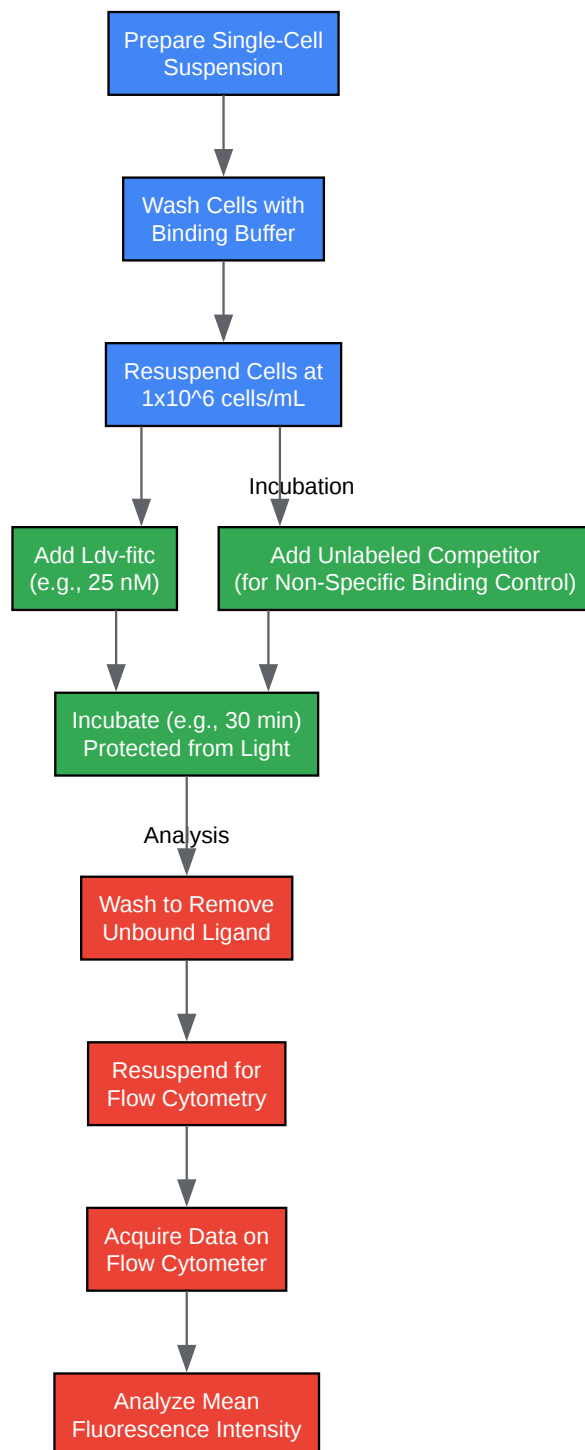 Prepare Single-Cell
Suspension
Wash Cells with
Binding Buffer
Resuspend Cells at
1x10^6 cells/mL
Incubation
Add Ldv-fitc
(e.g., 25 nM)
Add Unlabeled Competitor
(for Non-Specific Binding Control)
Incubate (e.g., 30 min)
Protected from Light
Analysis
Wash to Remove
Unbound Ligand
Resuspend for
Flow Cytometry
Acquire Data on
Flow Cytometer
Analyze Mean
Fluorescence Intensity